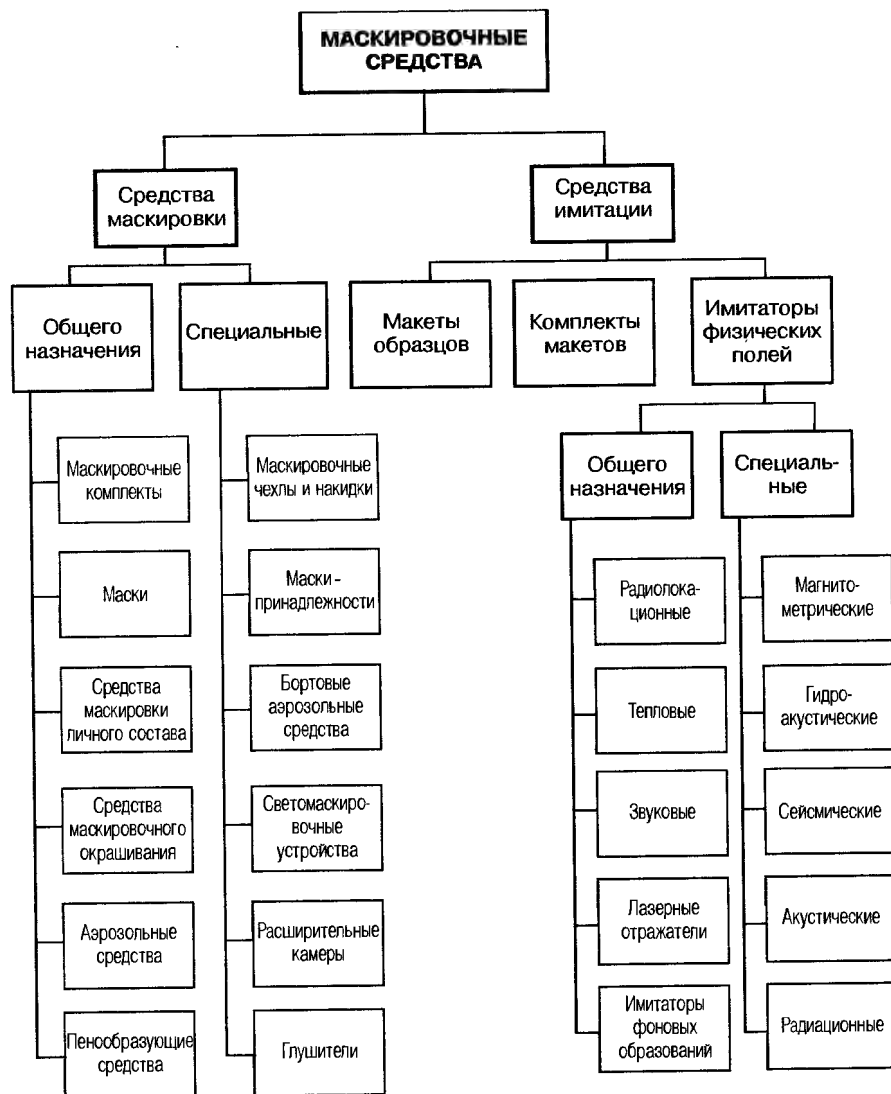 МАСКИРОВОЧНЫЕ
СРЕДСТВА
Средства
маскировки
Средства
имитации
Общего
назначения
Специальные
Макеты
образцов
Комплекты
макетов
Имитаторы
физических
полей
Маскировочные
комплекты
Маски
Средства
маскировки
личного состава
Средства
маскировочного
окрашивания
Аэрозольные
средства
Пенообразующие
средства
Маскировочные
чехлы и накидки
Маски -
принадлежности
Бортовые
аэрозольные
средства
Светомаскиро-
вочные
устройства
Расширительные
камеры
Глушители
Общего
назначения
Специаль-
ные
Радиолока-
ционные
Тепловые
Звуковые
Лазерные
отражатели
Имитаторы
фоновых
образований
Магнито-
метрические
Гидро-
акустические
Сейсмические
Акустические
Радиационные